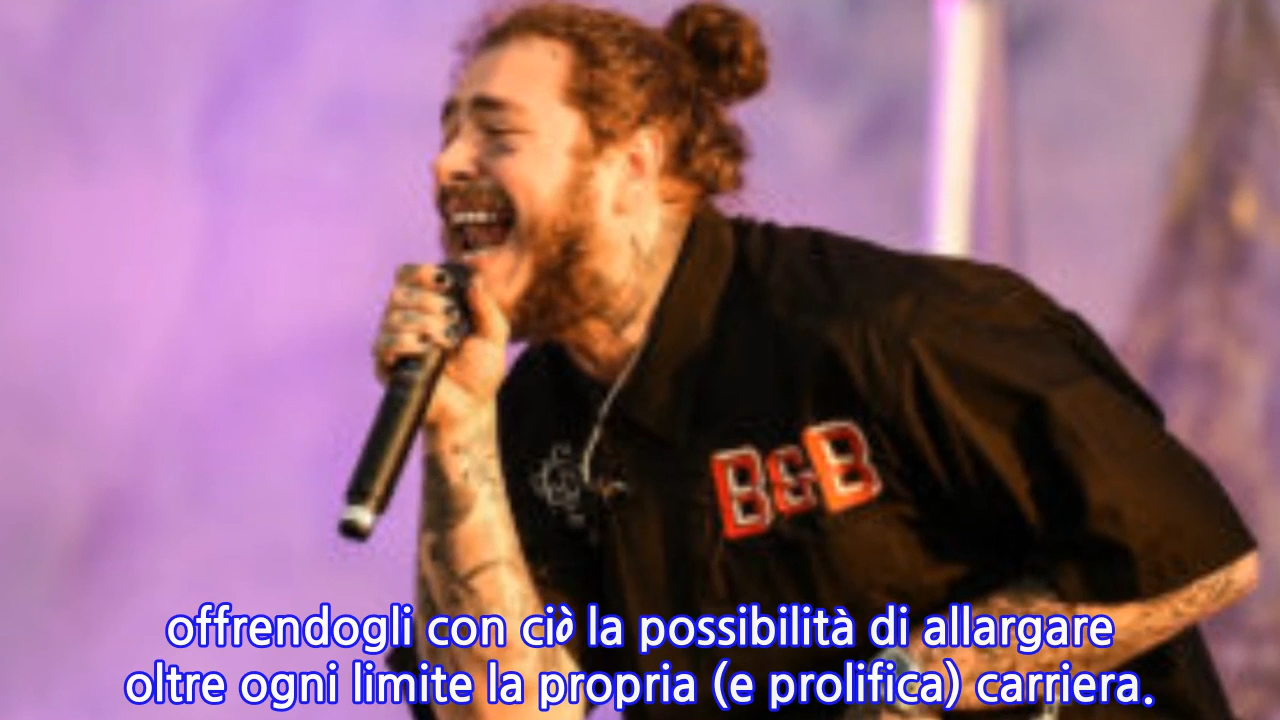 B&B
offrendogli con ciò la possibilità di allargare
oltre ogni limite la propria (e prolifica) carriera.